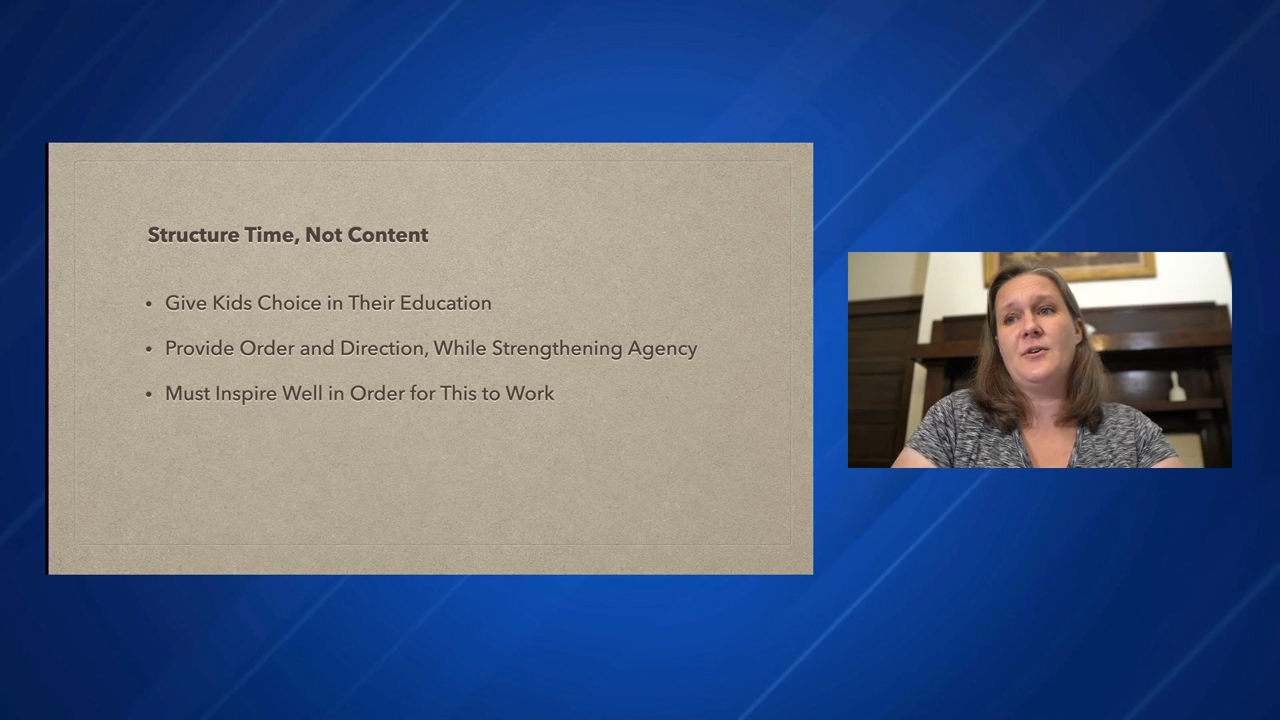 Structure Time, Not Content
• Give Kids Choice in Their Education
• Provide Order and Direction, While Strengthening Agency
• Must Inspire Well in Order for This to Work